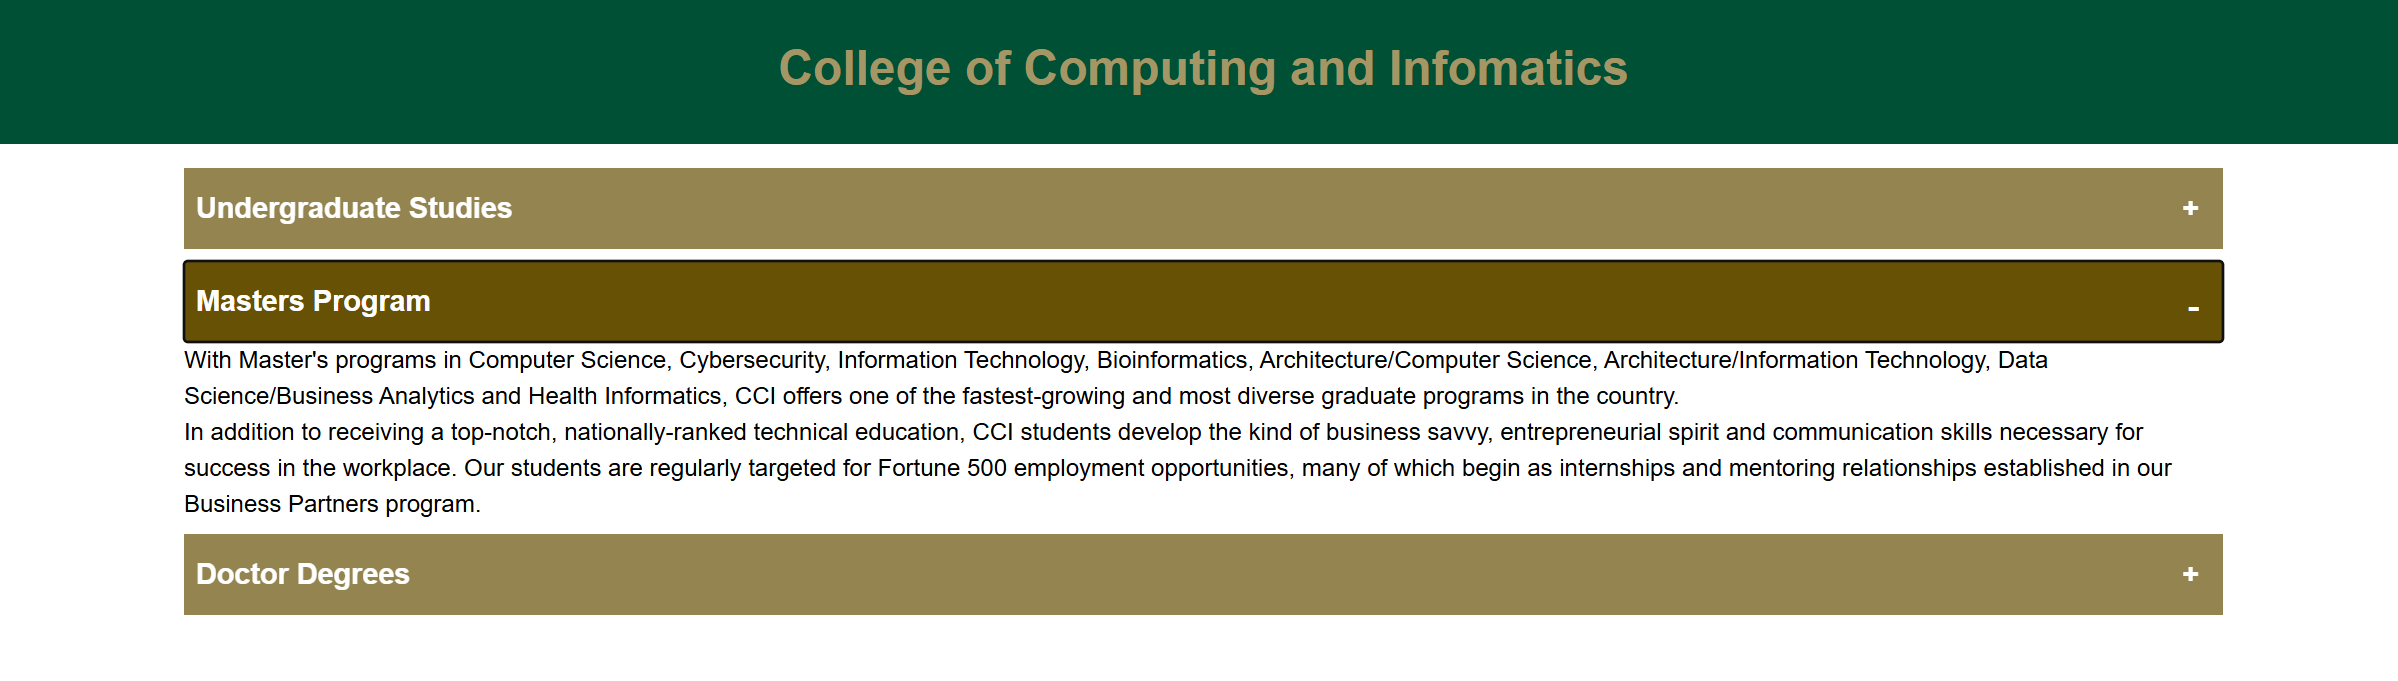 College of Computing and Infomatics
Undergraduate Studies +
Masters Program -
With Master's programs in Computer Science, Cybersecurity, Information Technology, Bioinformatics, Architecture/Computer Science, Architecture/Information Technology, Data
Science/Business Analytics and Health Informatics, CCI offers one of the fastest-growing and most diverse graduate programs in the country.
In addition to receiving a top-notch, nationally-ranked technical education, CCI students develop the kind of business savvy, entrepreneurial spirit and communication skills necessary for
success in the workplace. Our students are regularly targeted for Fortune 500 employment opportunities, many of which begin as internships and mentoring relationships established in our
Business Partners program.
Doctor Degrees +